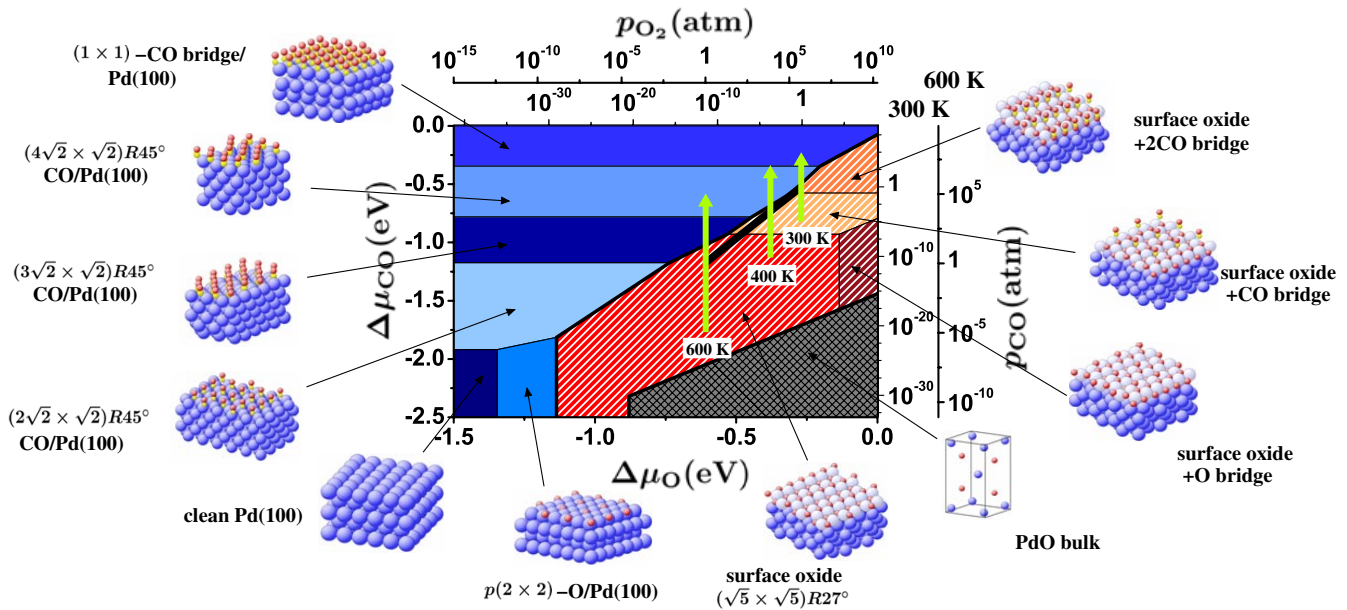 p_O₂(atm)
10⁻¹⁵ 10⁻¹⁰ 10⁻⁵ 1 10⁵ 10¹⁰
600 K
10⁻³⁰ 10⁻²⁰ 10⁻¹⁰ 1
300 K
(1 × 1) –CO bridge/
Pd(100)
(4√2 × √2)R45°
CO/Pd(100)
(3√2 × √2)R45°
CO/Pd(100)
(2√2 × √2)R45°
CO/Pd(100)
clean Pd(100)
p(2 × 2) –O/Pd(100)
surface oxide
(√5 × √5)R27°
PdO bulk
surface oxide
+O bridge
surface oxide
+CO bridge
surface oxide
+2CO bridge
Δμ_CO(eV)
0.0
-0.5
-1.0
-1.5
-2.0
-2.5
300 K
400 K
600 K
1
10⁻¹⁰
10⁻²⁰
10⁻³⁰
10⁵
1
10⁻⁵
10⁻¹⁰
p_CO(atm)
-1.5 -1.0 -0.5 0.0
Δμ_O(eV)